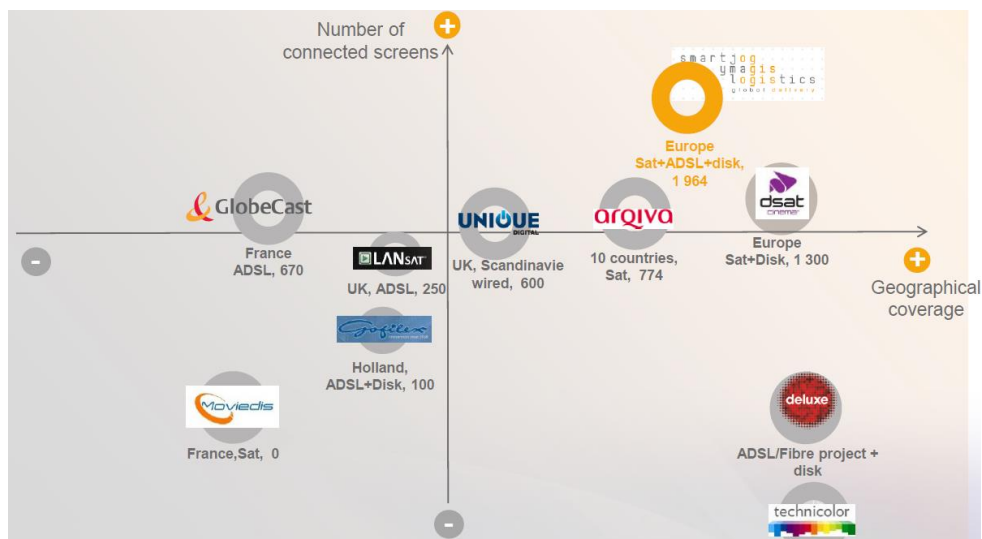 Number of
connected screens
+
smartjog
ymagis
logistics
global delivery
Europe
Sat+ADSL+disk,
1 964
GlobeCast
France
ADSL, 670
LANSAT
UK, ADSL, 250
UNIQUE
DIGITAL
UK, Scandinavie
wired, 600
arqiva
10 countries,
Sat, 774
dsat
cinema
Europe
Sat+Disk, 1 300
-
+
Geographical
coverage
Gofilex
Holland,
ADSL+Disk, 100
Moviedis
France,Sat, 0
deluxe
ADSL/Fibre project +
disk
technicolor
-